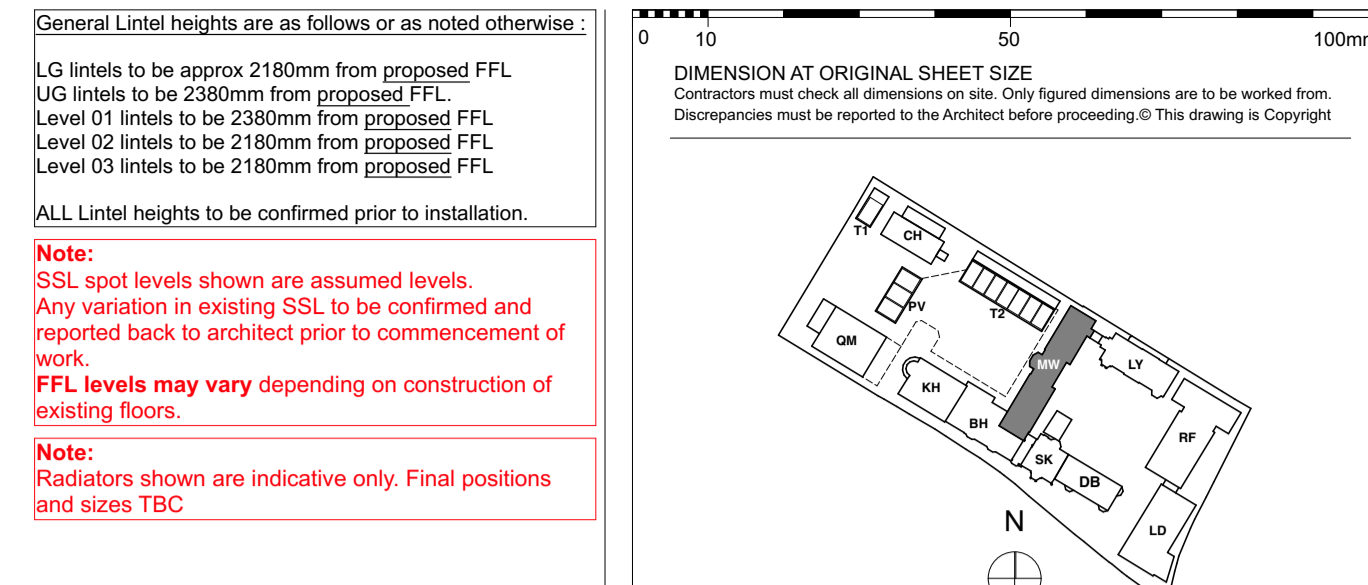 General Lintel heights are as follows or as noted otherwise :
LG lintels to be approx 2180mm from proposed FFL
UG lintels to be 2380mm from proposed FFL.
Level 01 lintels to be 2380mm from proposed FFL
Level 02 lintels to be 2180mm from proposed FFL
Level 03 lintels to be 2180mm from proposed FFL
ALL Lintel heights to be confirmed prior to installation.
Note:
SSL spot levels shown are assumed levels.
Any variation in existing SSL to be confirmed and
reported back to architect prior to commencement of
work.
FFL levels may vary depending on construction of
existing floors.
Note:
Radiators shown are indicative only. Final positions
and sizes TBC
0 10 50 100mm
DIMENSION AT ORIGINAL SHEET SIZE
Contractors must check all dimensions on site. Only figured dimensions are to be worked from.
Discrepancies must be reported to the Architect before proceeding.© This drawing is Copyright
T1
CH
PV
T2
QM
MW
LY
KH
BH
RF
SK
DB
LD
N